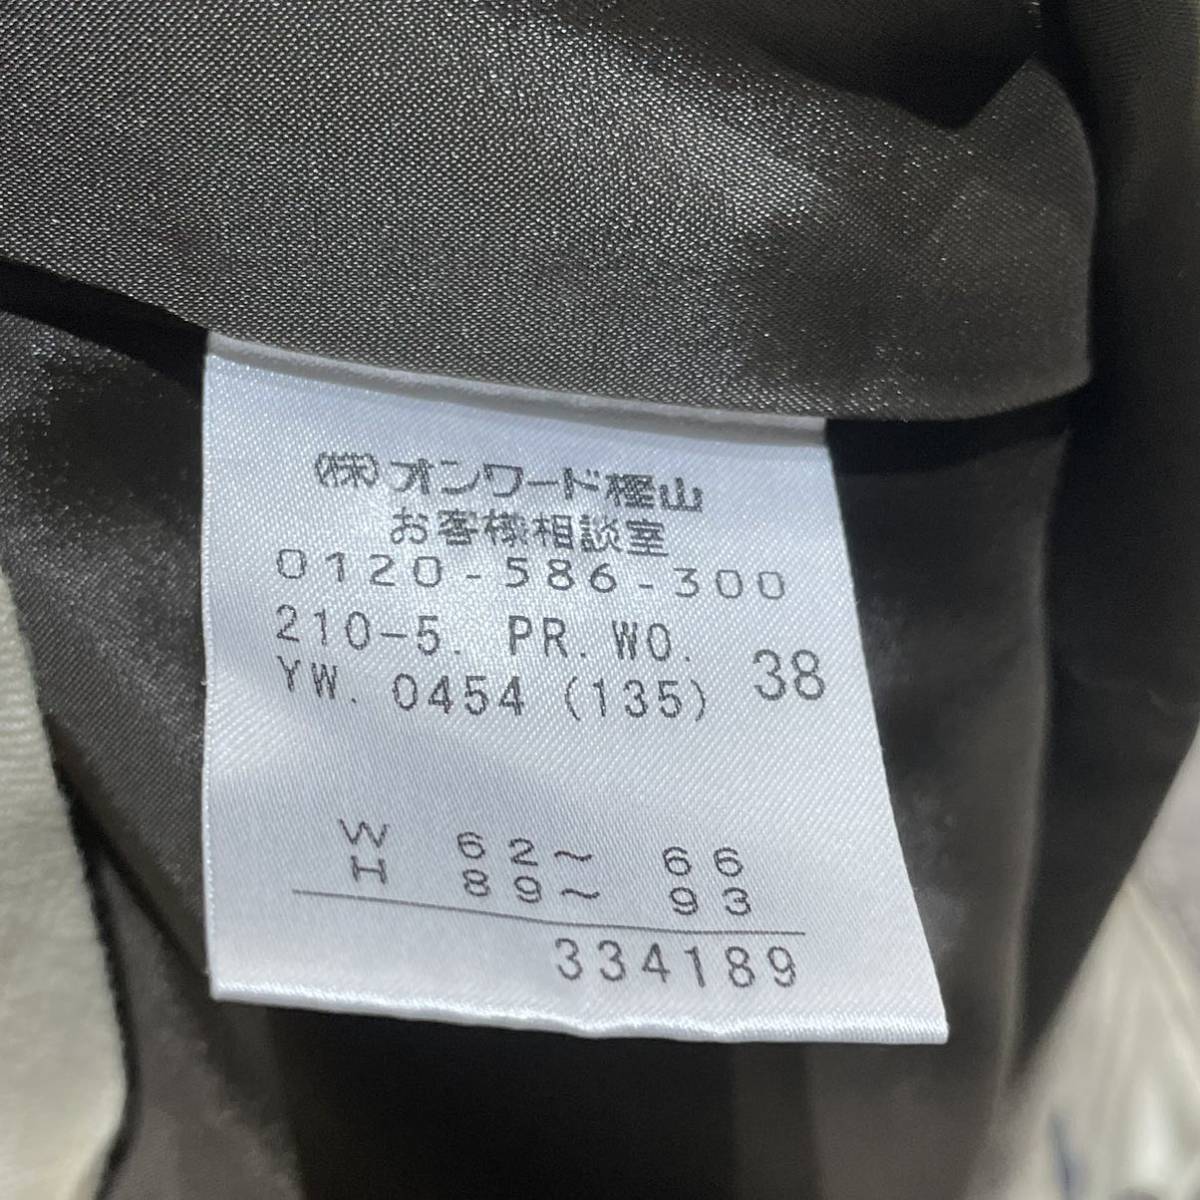 (株)オンワード樫山
お客様相談室
0120-586-300
210-5. PR. WO. 38
YW. 0454 (135)
W 62～ 66
H 89～ 93
334189